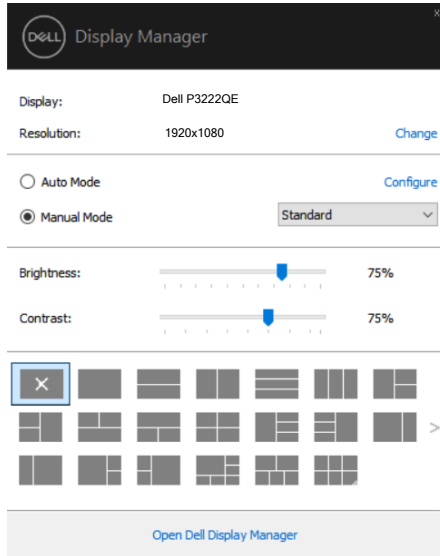 DELL Display Manager
Display: Dell P3222QE
Resolution: 1920x1080 Change
Auto Mode Configure
Manual Mode Standard
Brightness: 75%
Contrast: 75%
Open Dell Display Manager